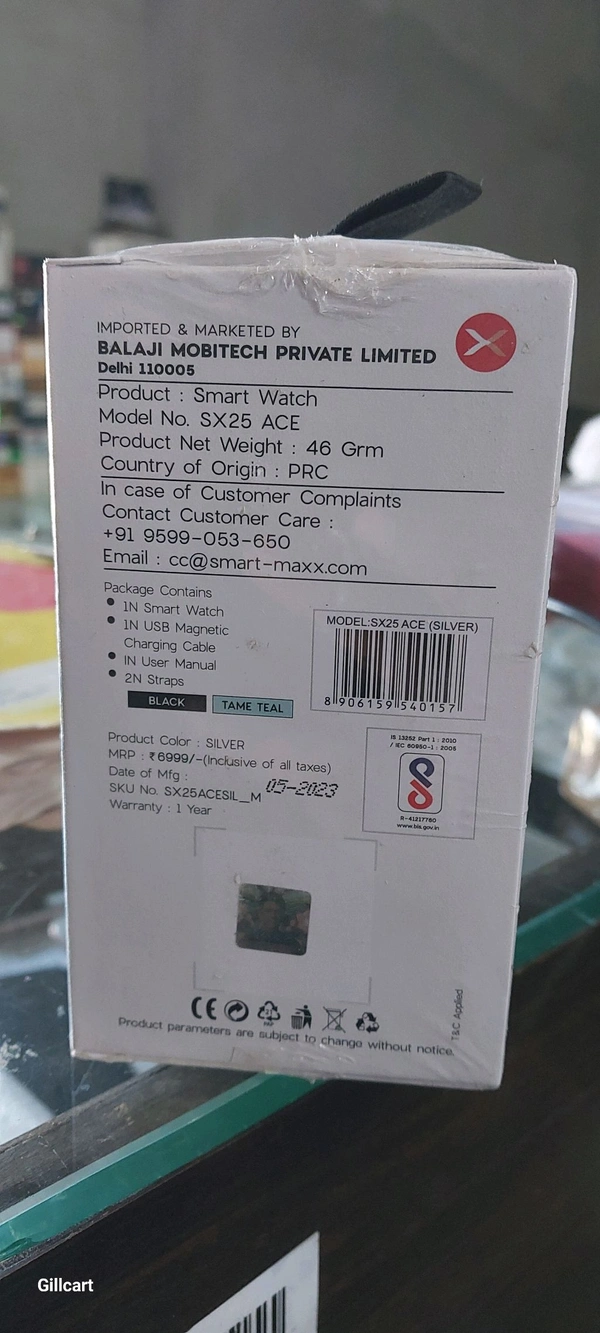 IMPORTED & MARKETED BY
BALAJI MOBITECH PRIVATE LIMITED
Delhi 110005
Product : Smart Watch
Model No. SX25 ACE
Product Net Weight : 46 Grm
Country of Origin : PRC
In case of Customer Complaints
Contact Customer Care :
+91 9599-053-650
Email : cc@smart-maxx.com
Package Contains
1N Smart Watch
1N USB Magnetic
Charging Cable
1N User Manual
2N Straps
BLACK
TAME TEAL
MODEL:SX25 ACE (SILVER)
8 906159 540157
Product Color : SILVER
MRP : ₹6999/-(Inclusive of all taxes)
Date of Mfg :
05-2023
SKU No. SX25ACESIL_M
Warranty : 1 Year
IS 13252 Part 1 : 2010
/ IEC 60950-1 : 2005
R-41217780
www.bis.gov.in
CE
PAP
Product parameters are subject to change without notice.
T&C Applied
Gillcart